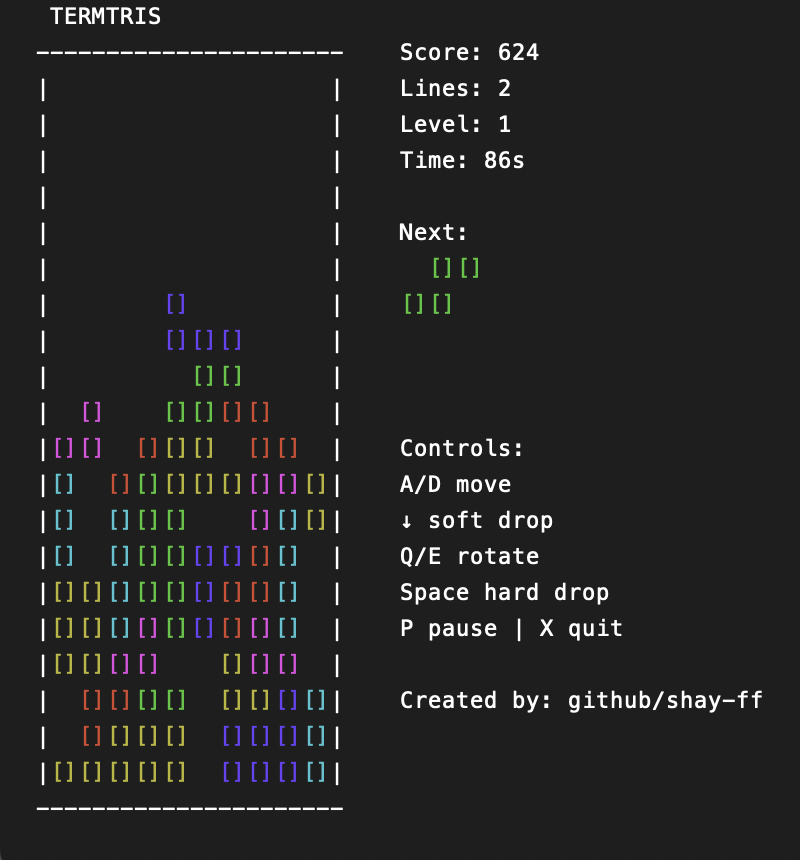 TERMTRIS
----------------------
Score: 624
|                     |
Lines: 2
|                     |
Level: 1
|                     |
Time: 86s
|                     |
|                     |
Next:
|                     |
  [][]
|        []           |
[][]
|        [][][]       |
|          [][]       |
|  []    [][][][]     |
|[][]  [][][]  [][]   |
Controls:
|[]  [][][][][][][][]|
A/D move
|[]  [][][]    [][][]|
↓ soft drop
|[]  [][][][][][][]  |
Q/E rotate
|[][][][][][][][][]  |
Space hard drop
|[][][][][][][][][]  |
P pause | X quit
|[][][][]    [][][]  |
|  [][][][]  [][][][]|
Created by: github/shay-ff
|  [][][][]  [][][][]|
|[][][][][]  [][][][]|
----------------------